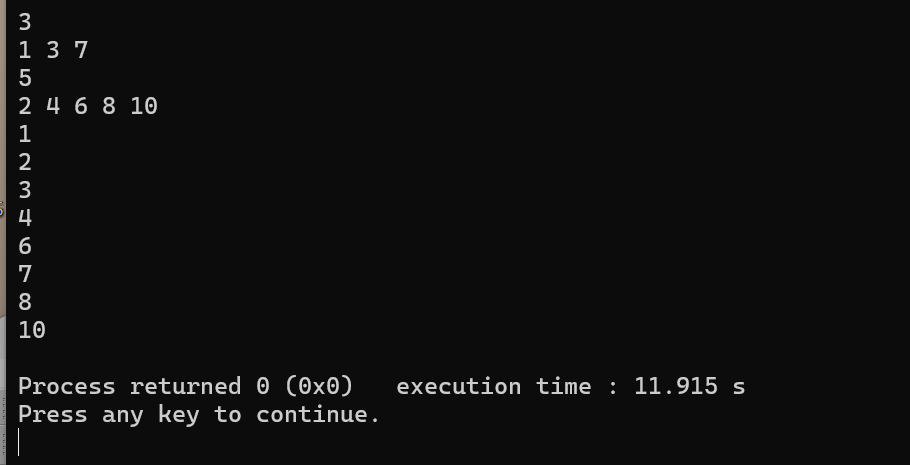 3
1 3 7
5
2 4 6 8 10
1
2
3
4
6
7
8
10
Process returned 0 (0x0)   execution time : 11.915 s
Press any key to continue.